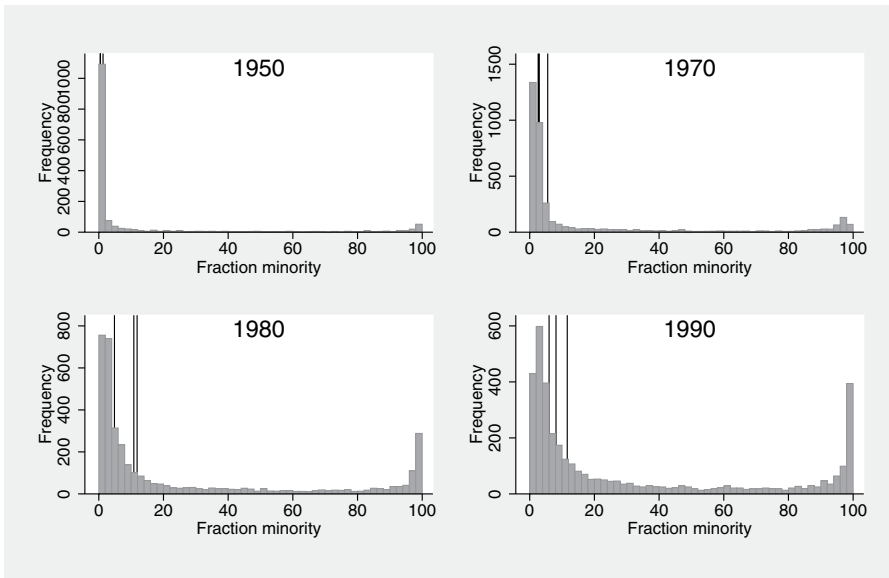 1950
Frequency
0 200 400 600 800 1000
0 20 40 60 80 100
Fraction minority
1970
Frequency
0 500 1000 1500
0 20 40 60 80 100
Fraction minority
1980
Frequency
0 200 400 600 800
0 20 40 60 80 100
Fraction minority
1990
Frequency
0 200 400 600
0 20 40 60 80 100
Fraction minority